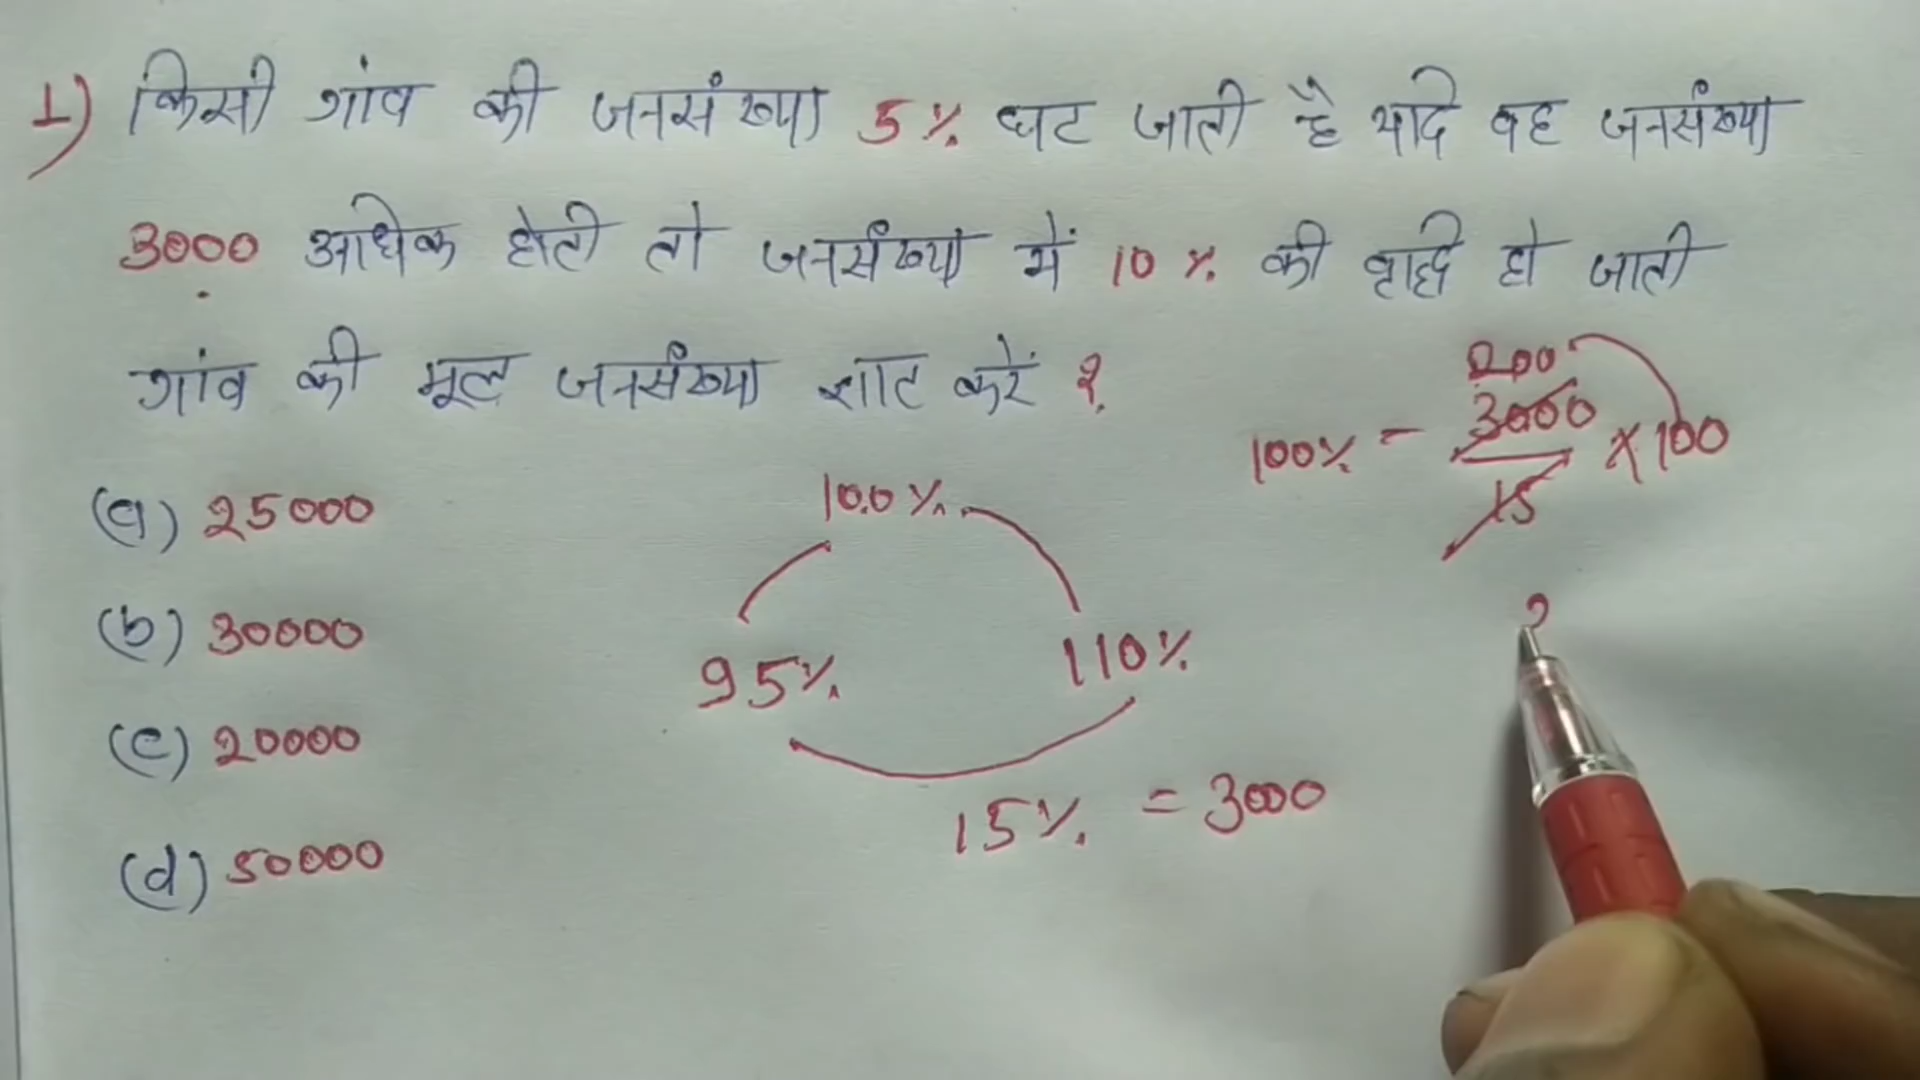 1) किसी गांव की जनसंख्या 5% घट जाती है यदि वह जनसंख्या
3000 अधिक होती तो जनसंख्या में 10% की वृद्धि हो जाती
गांव की मूल जनसंख्या ज्ञाट करें ?
(a) 25000
(b) 30000
(c) 20000
(d) 50000
100%
95% 110%
15% = 3000
200
100% - 3000/15 × 100
2